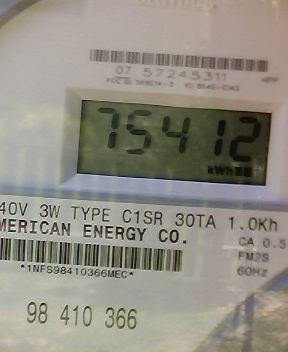 07 57245311
75412
kWh
40V 3W TYPE C1SR 30TA 1.0Kh
MERICAN ENERGY CO.
CA 0.5
FM2S
60Hz
*1NFS98410366MEC*
98 410 366